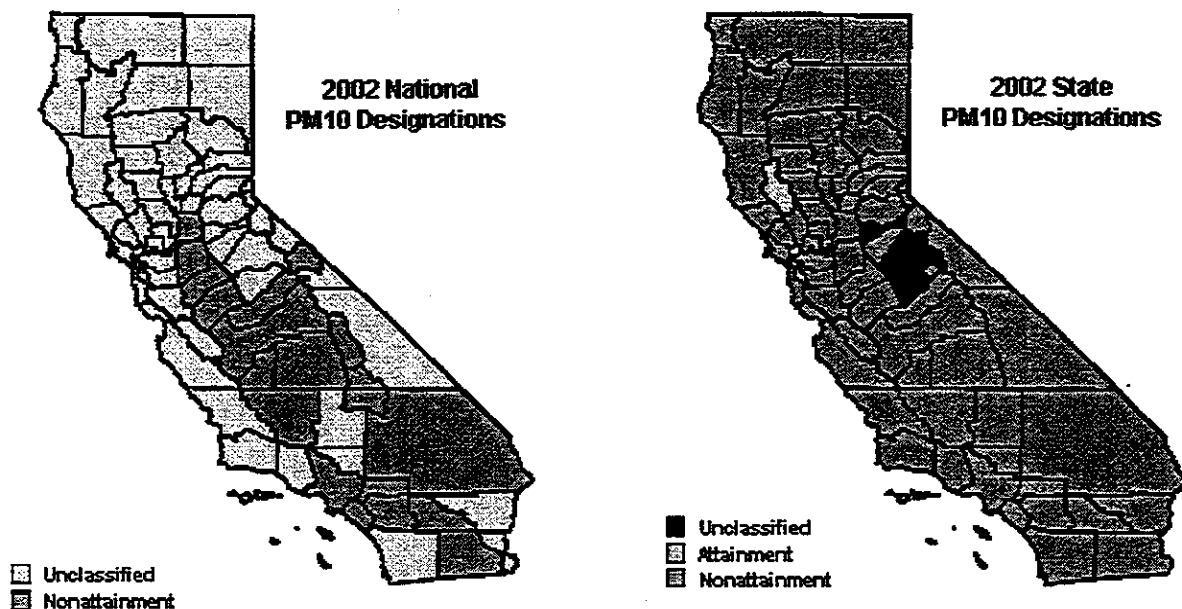 2002 National
PM10 Designations
Unclassified
Nonattainment
2002 State
PM10 Designations
Unclassified
Attainment
Nonattainment